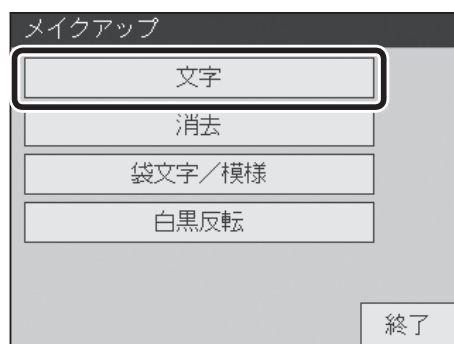 メイクアップ
文字
消去
袋文字／模様
白黒反転
終了